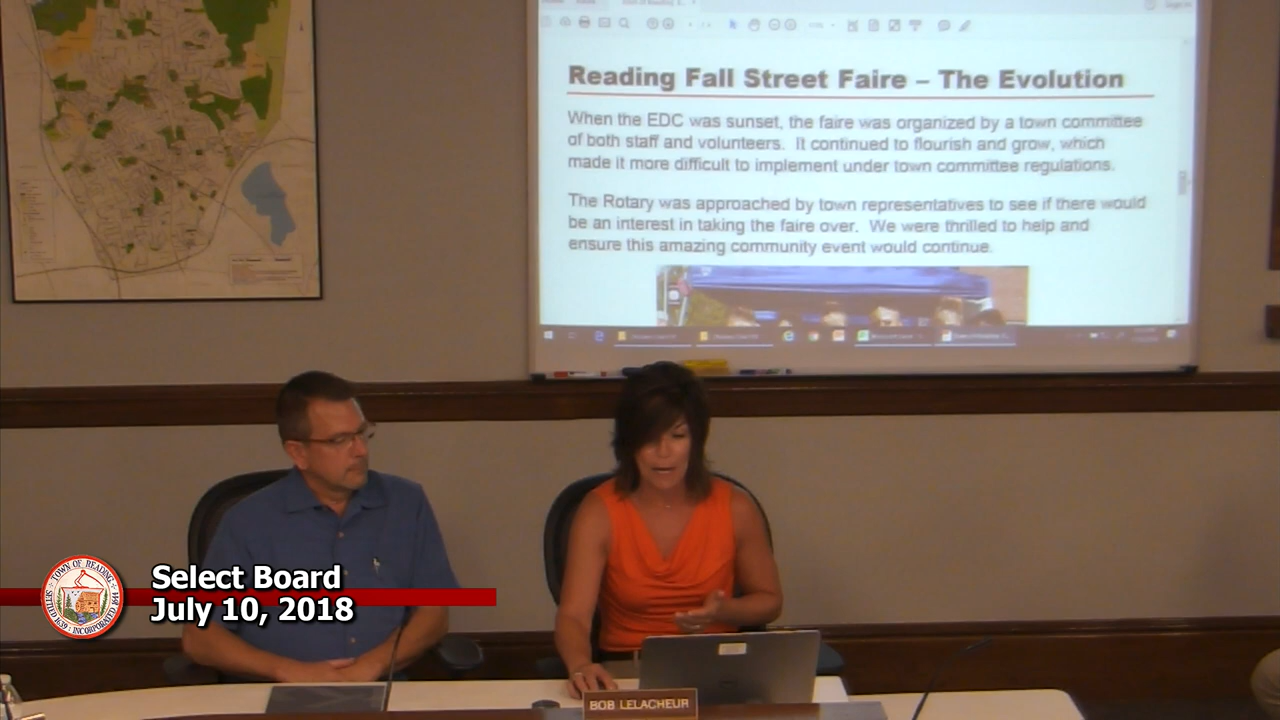 Reading Fall Street Faire – The Evolution
When the EDC was sunset, the faire was organized by a town committee
of both staff and volunteers. It continued to flourish and grow, which
made it more difficult to implement under town committee regulations.
The Rotary was approached by town representatives to see if there would
be an interest in taking the faire over. We were thrilled to help and
ensure this amazing community event would continue.
TOWN OF READING
SETTLED 1639 INCORPORATED 1644
Select Board
July 10, 2018
BOB LELACHEUR